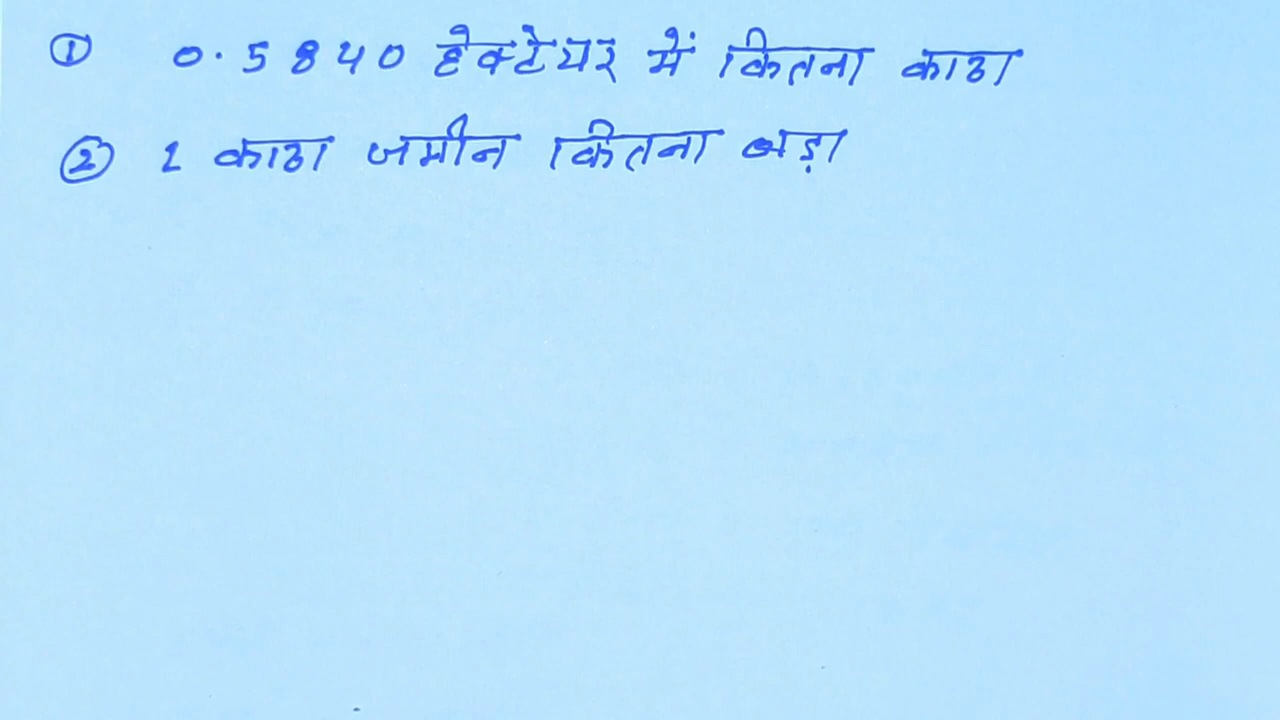 ① 0.5840 हेक्टेयर में कितना काठा
② 1 काठा जमीन कितना बड़ा